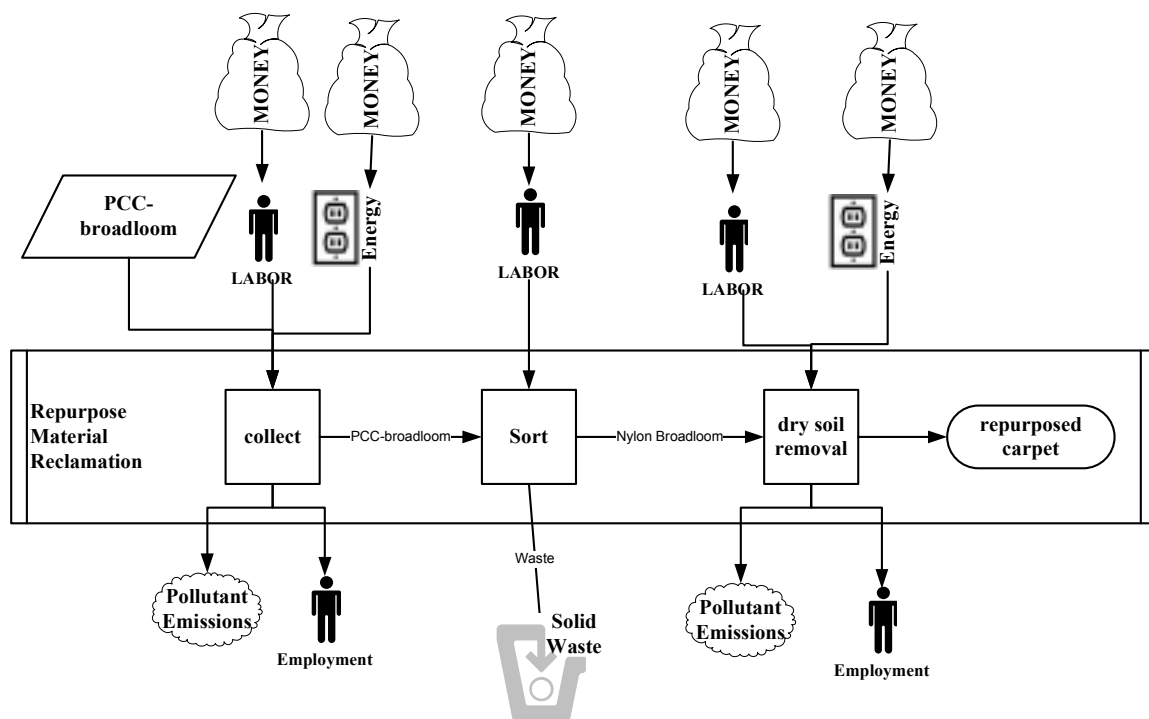 MONEY
MONEY
MONEY
MONEY
MONEY
PCC-
broadloom
LABOR
Energy
LABOR
LABOR
Energy
Repurpose
Material
Reclamation
collect
PCC-broadloom
Sort
Nylon Broadloom
dry soil
removal
repurposed
carpet
Waste
Pollutant
Emissions
Employment
Solid
Waste
Pollutant
Emissions
Employment